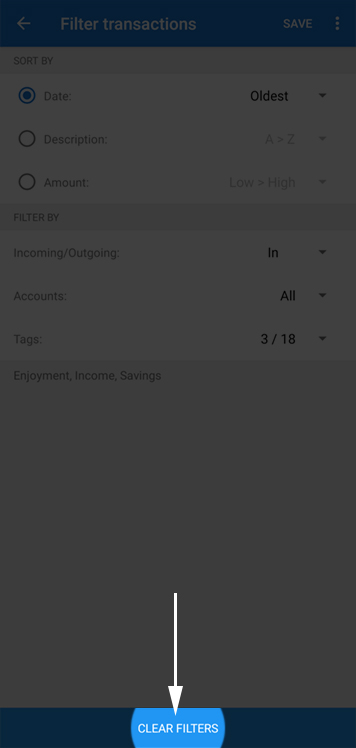 Filter transactions SAVE
SORT BY
Date: Oldest
Description: A > Z
Amount: Low > High
FILTER BY
Incoming/Outgoing: In
Accounts: All
Tags: 3 / 18
Enjoyment, Income, Savings
CLEAR FILTERS